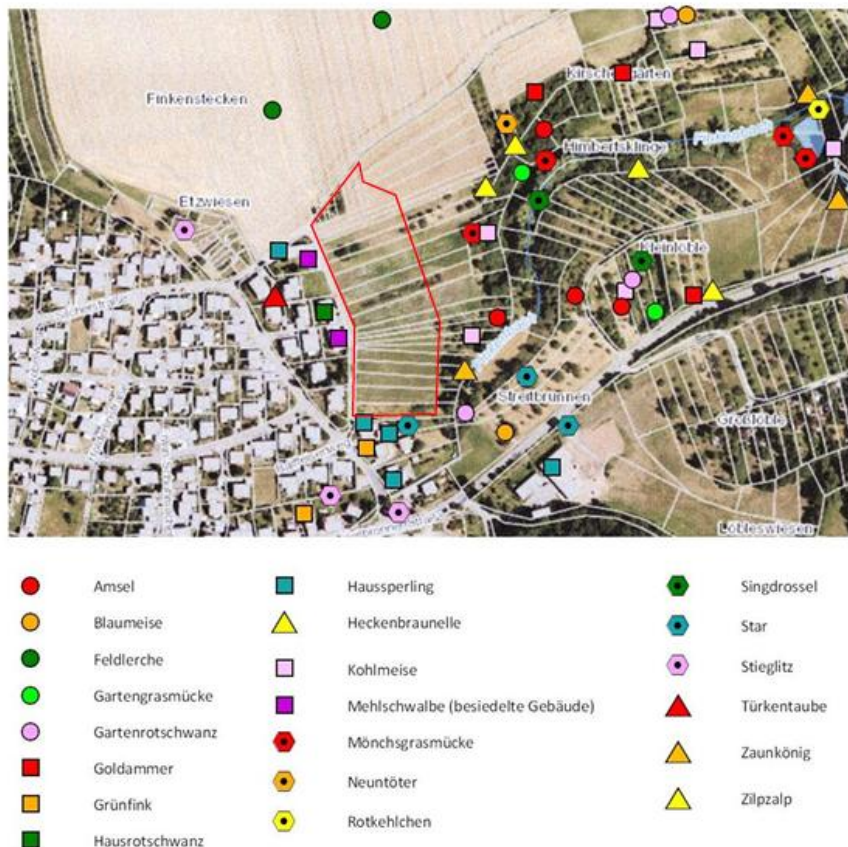 Kirschengärten
Finkenstecken
Himbertsklinge
Etzwiesen
Kleinlöble
Streitbrunnen
Großlöble
Löbleswiesen
Amsel
Blaumeise
Feldlerche
Gartengrasmücke
Gartenrotschwanz
Goldammer
Grünfink
Hausrotschwanz
Haussperling
Heckenbraunelle
Kohlmeise
Mehlschwalbe (besiedelte Gebäude)
Mönchsgrasmücke
Neuntöter
Rotkehlchen
Singdrossel
Star
Stieglitz
Türkentaube
Zaunkönig
Zilpzalp